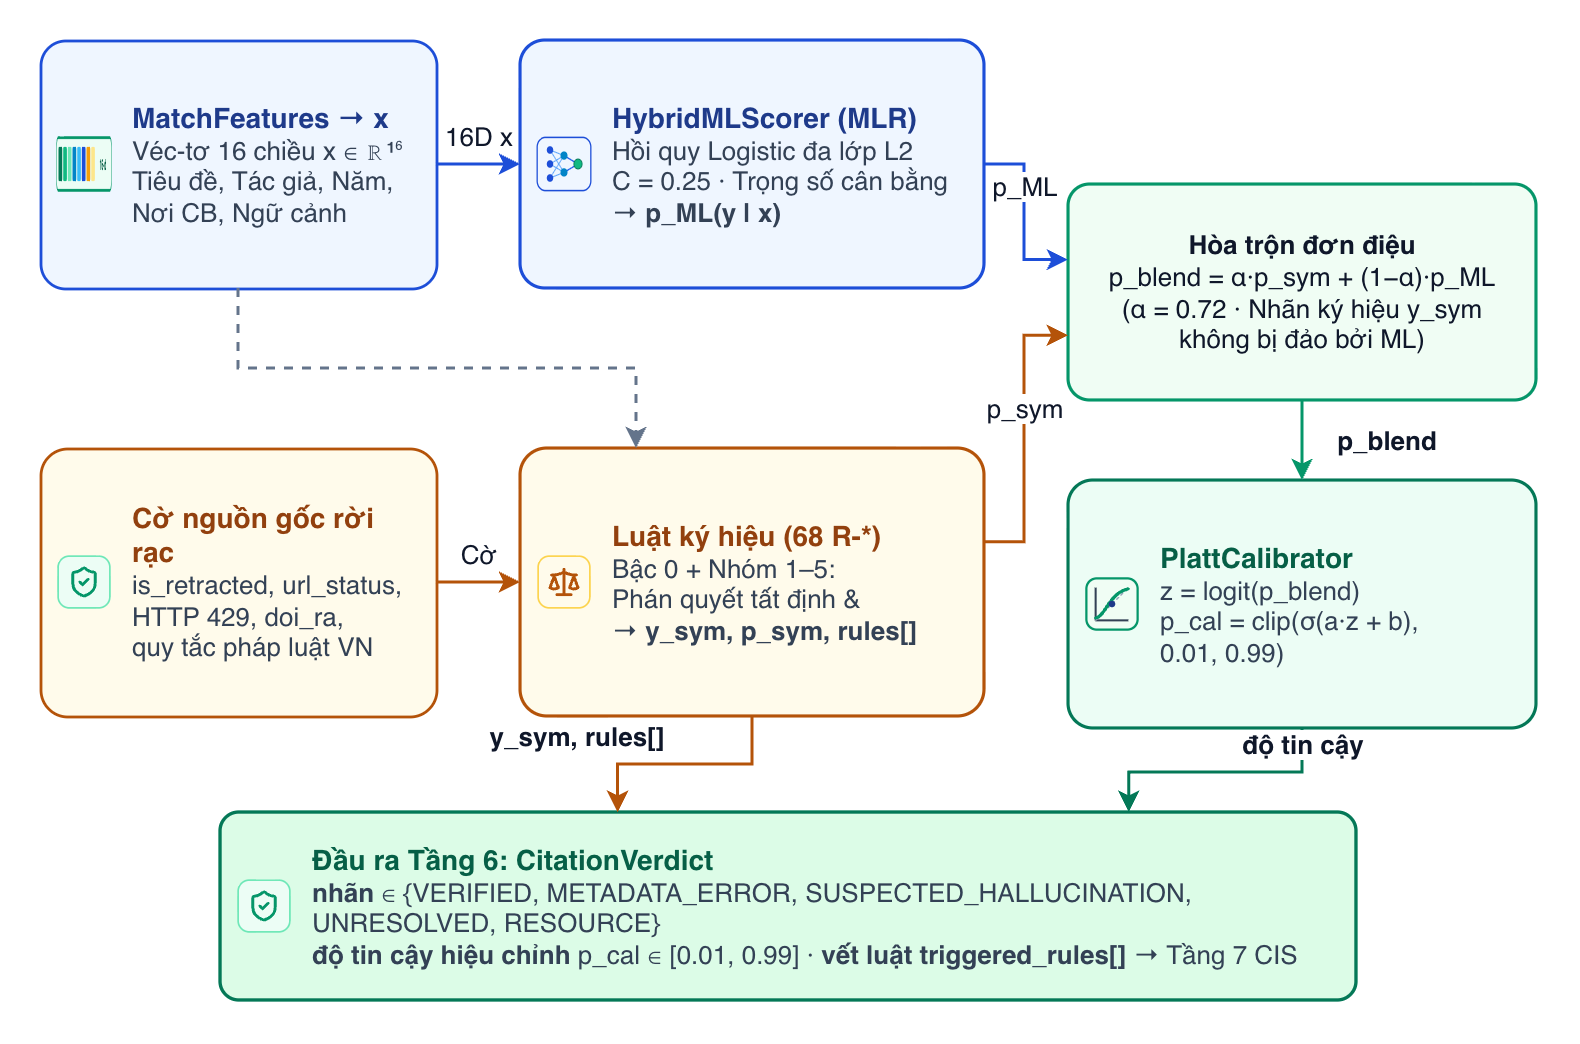 MatchFeatures → x
Véc-tơ 16 chiều x ∈ ℝ¹⁶
Tiêu đề, Tác giả, Năm,
Nơi CB, Ngữ cảnh
16D x
HybridMLScorer (MLR)
Hồi quy Logistic đa lớp L2
C = 0.25 · Trọng số cân bằng
→ p_ML(y | x)
p_ML
Hòa trộn đơn điệu
p_blend = α·p_sym + (1−α)·p_ML
(α = 0.72 · Nhãn ký hiệu y_sym
không bị đảo bởi ML)
p_sym
p_blend
Cờ nguồn gốc rời
rạc
is_retracted, url_status,
HTTP 429, doi_ra,
quy tắc pháp luật VN
Cờ
Luật ký hiệu (68 R-*)
Bậc 0 + Nhóm 1–5:
Phán quyết tất định &
→ y_sym, p_sym, rules[]
PlattCalibrator
z = logit(p_blend)
p_cal = clip(σ(a·z + b),
0.01, 0.99)
y_sym, rules[]
độ tin cậy
Đầu ra Tầng 6: CitationVerdict
nhãn ∈ {VERIFIED, METADATA_ERROR, SUSPECTED_HALLUCINATION,
UNRESOLVED, RESOURCE}
độ tin cậy hiệu chỉnh p_cal ∈ [0.01, 0.99] · vết luật triggered_rules[] → Tầng 7 CIS